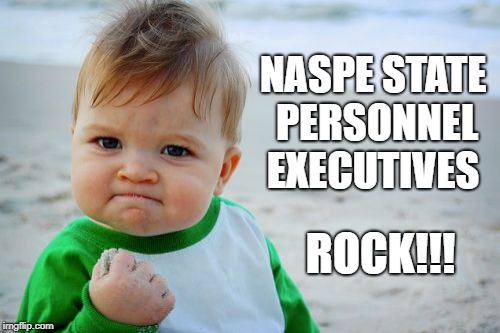 NASPE STATE
PERSONNEL
EXECUTIVES
ROCK!!!
imgflip.com